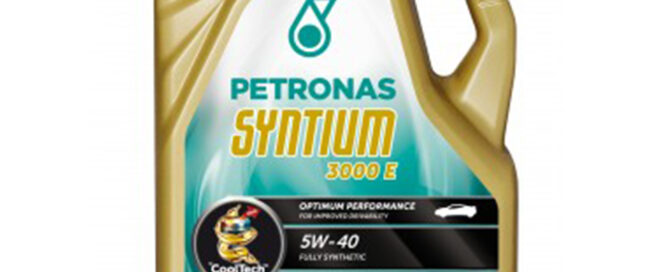 PETRONAS
SYNTIUM
3000 E
OPTIMUM PERFORMANCE
FOR IMPROVED DRIVABILITY
5W-40
FULLY SYNTHETIC
"CoolTech"